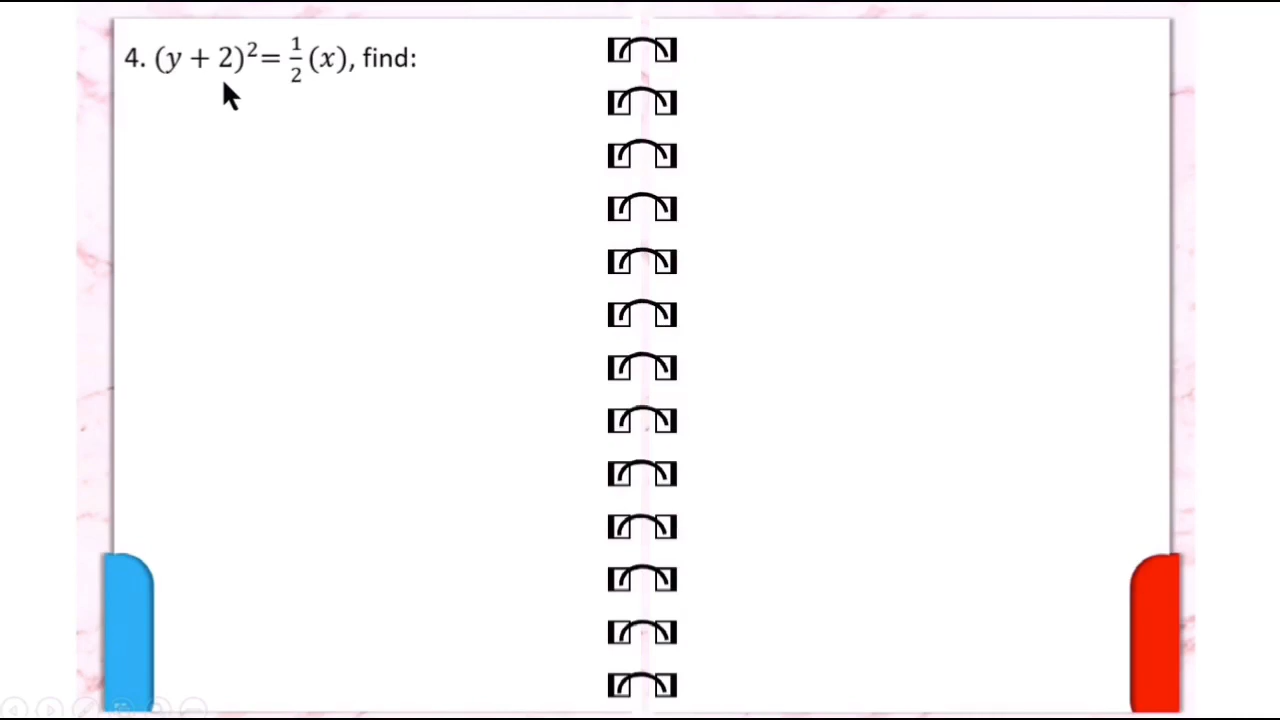 4. (y + 2)²= 1/2 (x), find: